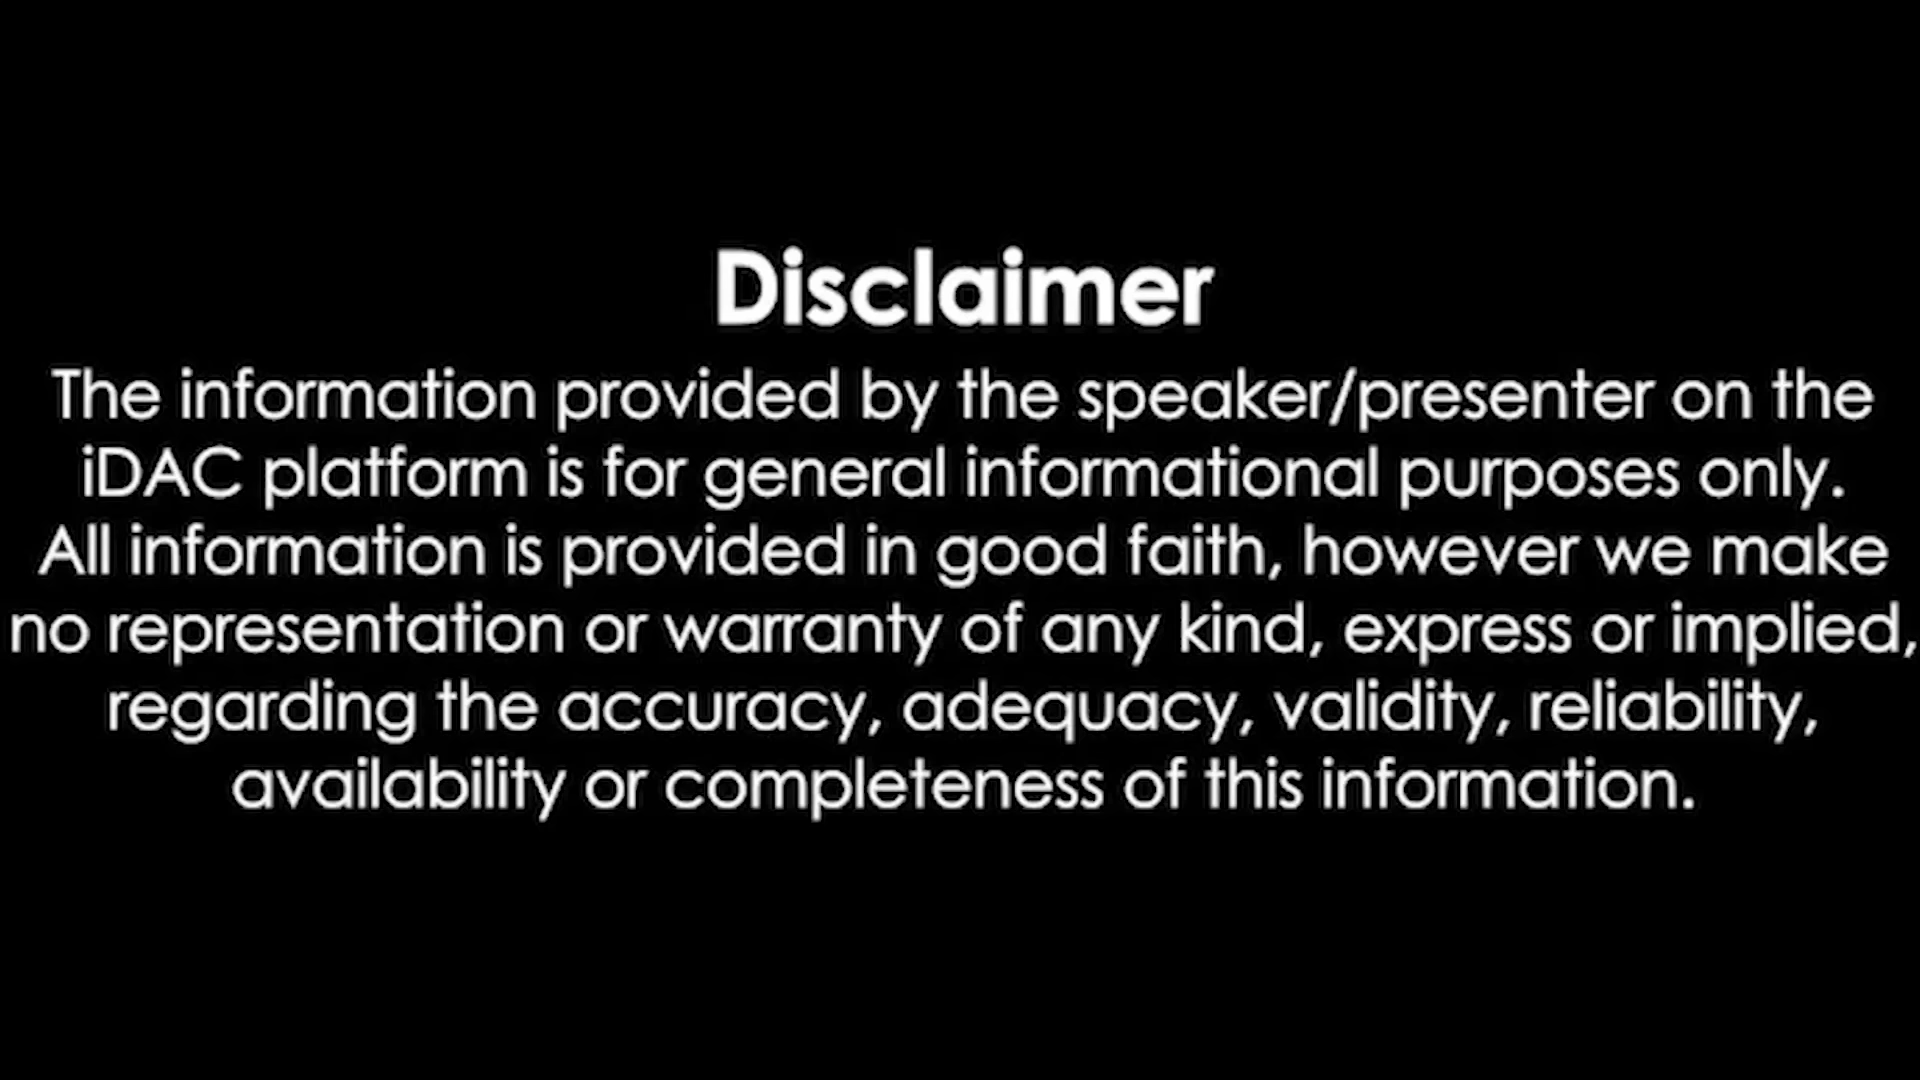 Disclaimer
The information provided by the speaker/presenter on the
iDAC platform is for general informational purposes only.
All information is provided in good faith, however we make
no representation or warranty of any kind, express or implied,
regarding the accuracy, adequacy, validity, reliability,
availability or completeness of this information.